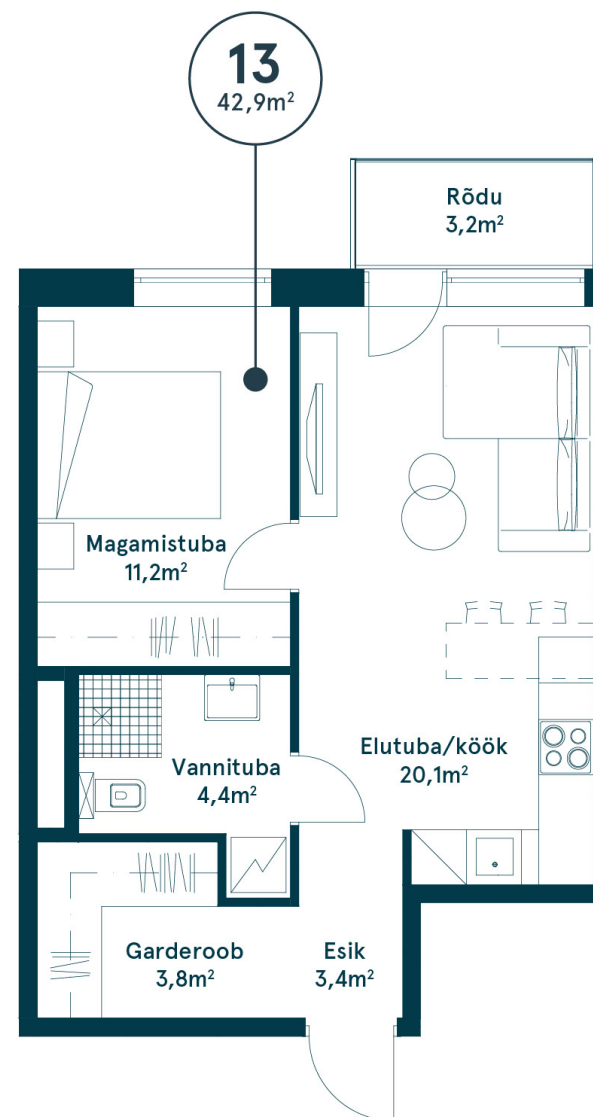 13
42,9m²
Rõdu
3,2m²
Magamistuba
11,2m²
Elutuba/köök
20,1m²
Vannituba
4,4m²
Garderoob
3,8m²
Esik
3,4m²